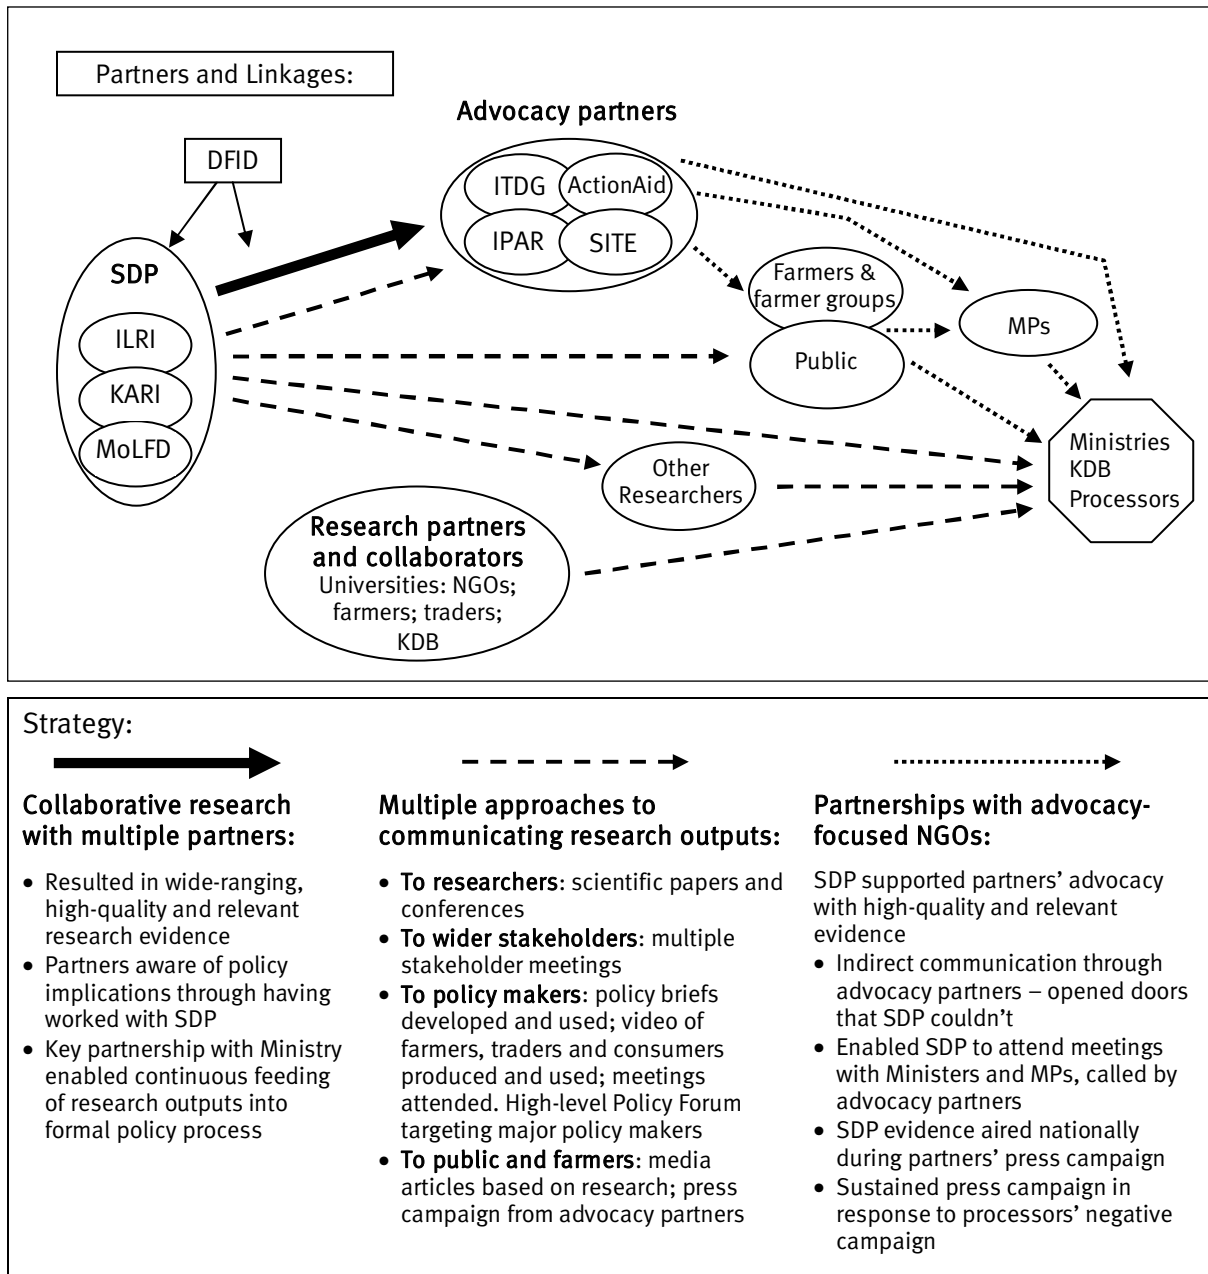 Partners and Linkages:
Advocacy partners
DFID
ITDG
ActionAid
IPAR
SITE
SDP
ILRI
KARI
MoLFD
Farmers &
farmer groups
Public
MPs
Ministries
KDB
Processors
Other
Researchers
Research partners
and collaborators
Universities: NGOs;
farmers; traders;
KDB
Strategy:
Collaborative research
with multiple partners:
• Resulted in wide-ranging,
high-quality and relevant
research evidence
• Partners aware of policy
implications through having
worked with SDP
• Key partnership with Ministry
enabled continuous feeding
of research outputs into
formal policy process
Multiple approaches to
communicating research outputs:
• To researchers: scientific papers and
conferences
• To wider stakeholders: multiple
stakeholder meetings
• To policy makers: policy briefs
developed and used; video of
farmers, traders and consumers
produced and used; meetings
attended. High-level Policy Forum
targeting major policy makers
• To public and farmers: media
articles based on research; press
campaign from advocacy partners
Partnerships with advocacy-
focused NGOs:
SDP supported partners’ advocacy
with high-quality and relevant
evidence
• Indirect communication through
advocacy partners – opened doors
that SDP couldn’t
• Enabled SDP to attend meetings
with Ministers and MPs, called by
advocacy partners
• SDP evidence aired nationally
during partners’ press campaign
• Sustained press campaign in
response to processors’ negative
campaign